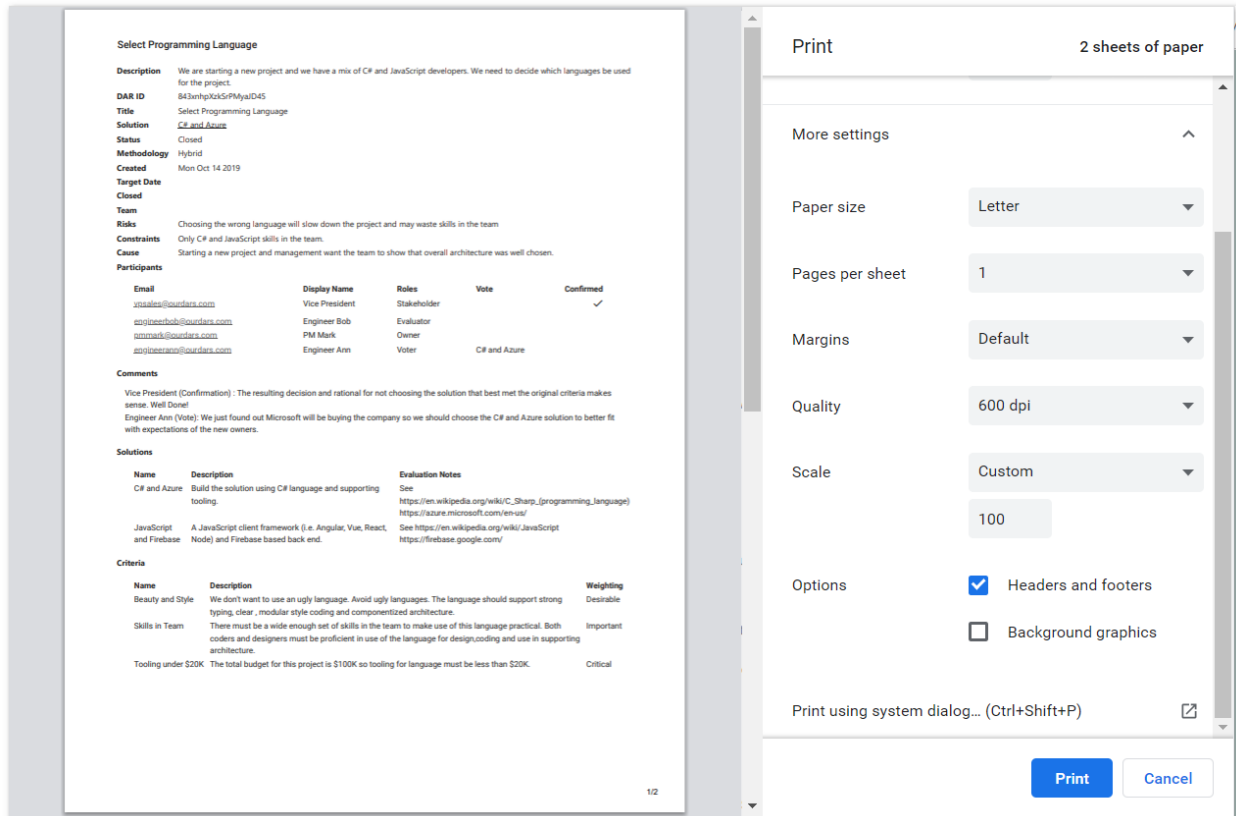 Select Programming Language
Description We are starting a new project and we have a mix of C# and JavaScript developers. We need to decide which languages be used
for the project.
DAR ID 843xnhpXzkSrPMyaJD45
Title Select Programming Language
Solution C# and Azure
Status Closed
Methodology Hybrid
Created Mon Oct 14 2019
Target Date
Closed
Team
Risks Choosing the wrong language will slow down the project and may waste skills in the team
Constraints Only C# and JavaScript skills in the team.
Cause Starting a new project and management want the team to show that overall architecture was well chosen.
Participants
Email Display Name Roles Vote Confirmed
vpsales@ourdars.com Vice President Stakeholder ✓
engineerbob@ourdars.com Engineer Bob Evaluator
pmmark@ourdars.com PM Mark Owner
engineerann@ourdars.com Engineer Ann Voter C# and Azure
Comments
Vice President (Confirmation) : The resulting decision and rational for not choosing the solution that best met the original criteria makes
sense. Well Done!
Engineer Ann (Vote): We just found out Microsoft will be buying the company so we should choose the C# and Azure solution to better fit
with expectations of the new owners.
Solutions
Name Description Evaluation Notes
C# and Azure Build the solution using C# language and supporting See
tooling. https://en.wikipedia.org/wiki/C_Sharp_(programming_language)
https://azure.microsoft.com/en-us/
JavaScript A JavaScript client framework (i.e. Angular, Vue, React, See https://en.wikipedia.org/wiki/JavaScript
and Firebase Node) and Firebase based back end. https://firebase.google.com/
Criteria
Name Description Weighting
Beauty and Style We don't want to use an ugly language. Avoid ugly languages. The language should support strong Desirable
typing, clear , modular style coding and componentized architecture.
Skills in Team There must be a wide enough set of skills in the team to make use of this language practical. Both Important
coders and designers must be proficient in use of the language for design,coding and use in supporting
architecture.
Tooling under $20K The total budget for this project is $100K so tooling for language must be less than $20K. Critical
1/2
Print 2 sheets of paper
More settings
Paper size Letter
Pages per sheet 1
Margins Default
Quality 600 dpi
Scale Custom
100
Options Headers and footers
Background graphics
Print using system dialog... (Ctrl+Shift+P)
Print Cancel